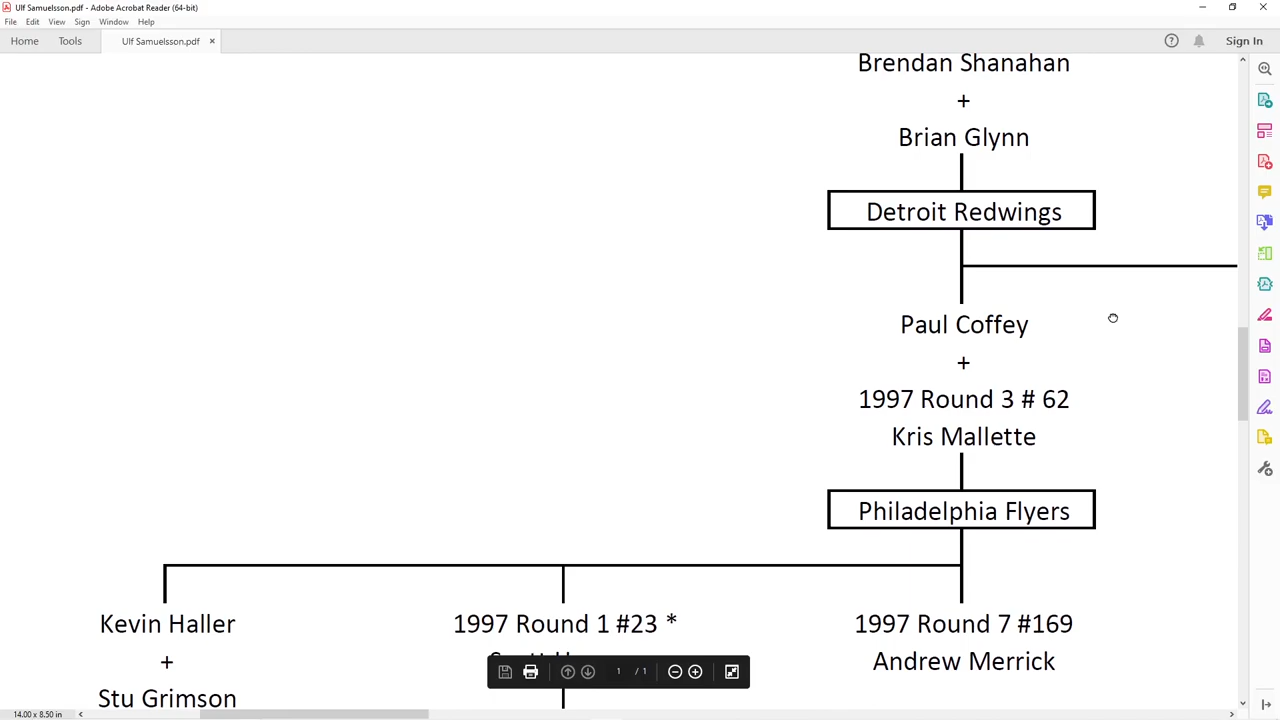 Ulf Samuelsson.pdf - Adobe Acrobat Reader (64-bit)
File Edit View Sign Window Help
Home Tools Ulf Samuelsson.pdf × Sign In
Brendan Shanahan
+
Brian Glynn
Detroit Redwings
Paul Coffey
+
1997 Round 3 # 62
Kris Mallette
Philadelphia Flyers
Kevin Haller 1997 Round 1 #23 * 1997 Round 7 #169
+ Andrew Merrick
Stu Grimson
1 / 1
14.00 x 8.50 in